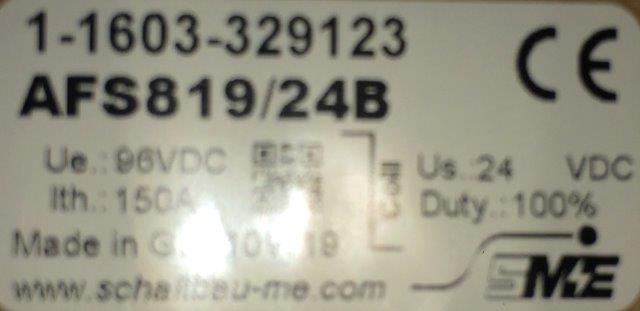 1-1603-329123
CE
AFS819/24B
Ue.: 96VDC
Us.:24 VDC
Ith.: 150A
Duty.:100%
Made in
19
SME
www.schaltbau-me.com